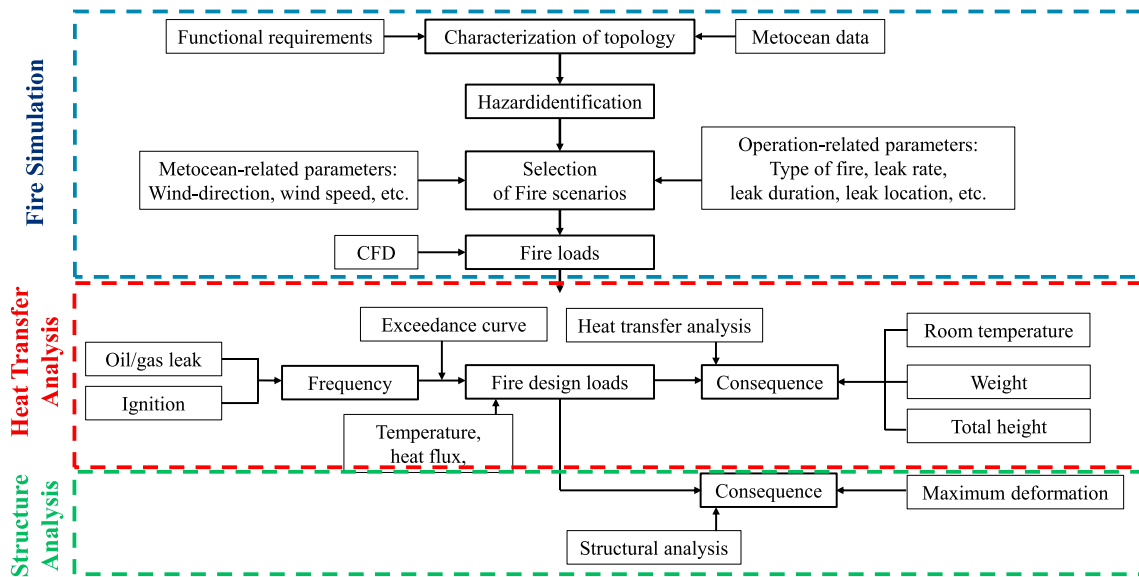 Fire Simulation
Functional requirements
Characterization of topology
Metocean data
Hazardidentification
Metocean-related parameters:
Wind-direction, wind speed, etc.
Selection
of Fire scenarios
Operation-related parameters:
Type of fire, leak rate,
leak duration, leak location, etc.
CFD
Fire loads
Heat Transfer
Analysis
Exceedance curve
Heat transfer analysis
Room temperature
Oil/gas leak
Frequency
Fire design loads
Consequence
Weight
Ignition
Temperature,
heat flux,
Total height
Structure
Analysis
Consequence
Maximum deformation
Structural analysis